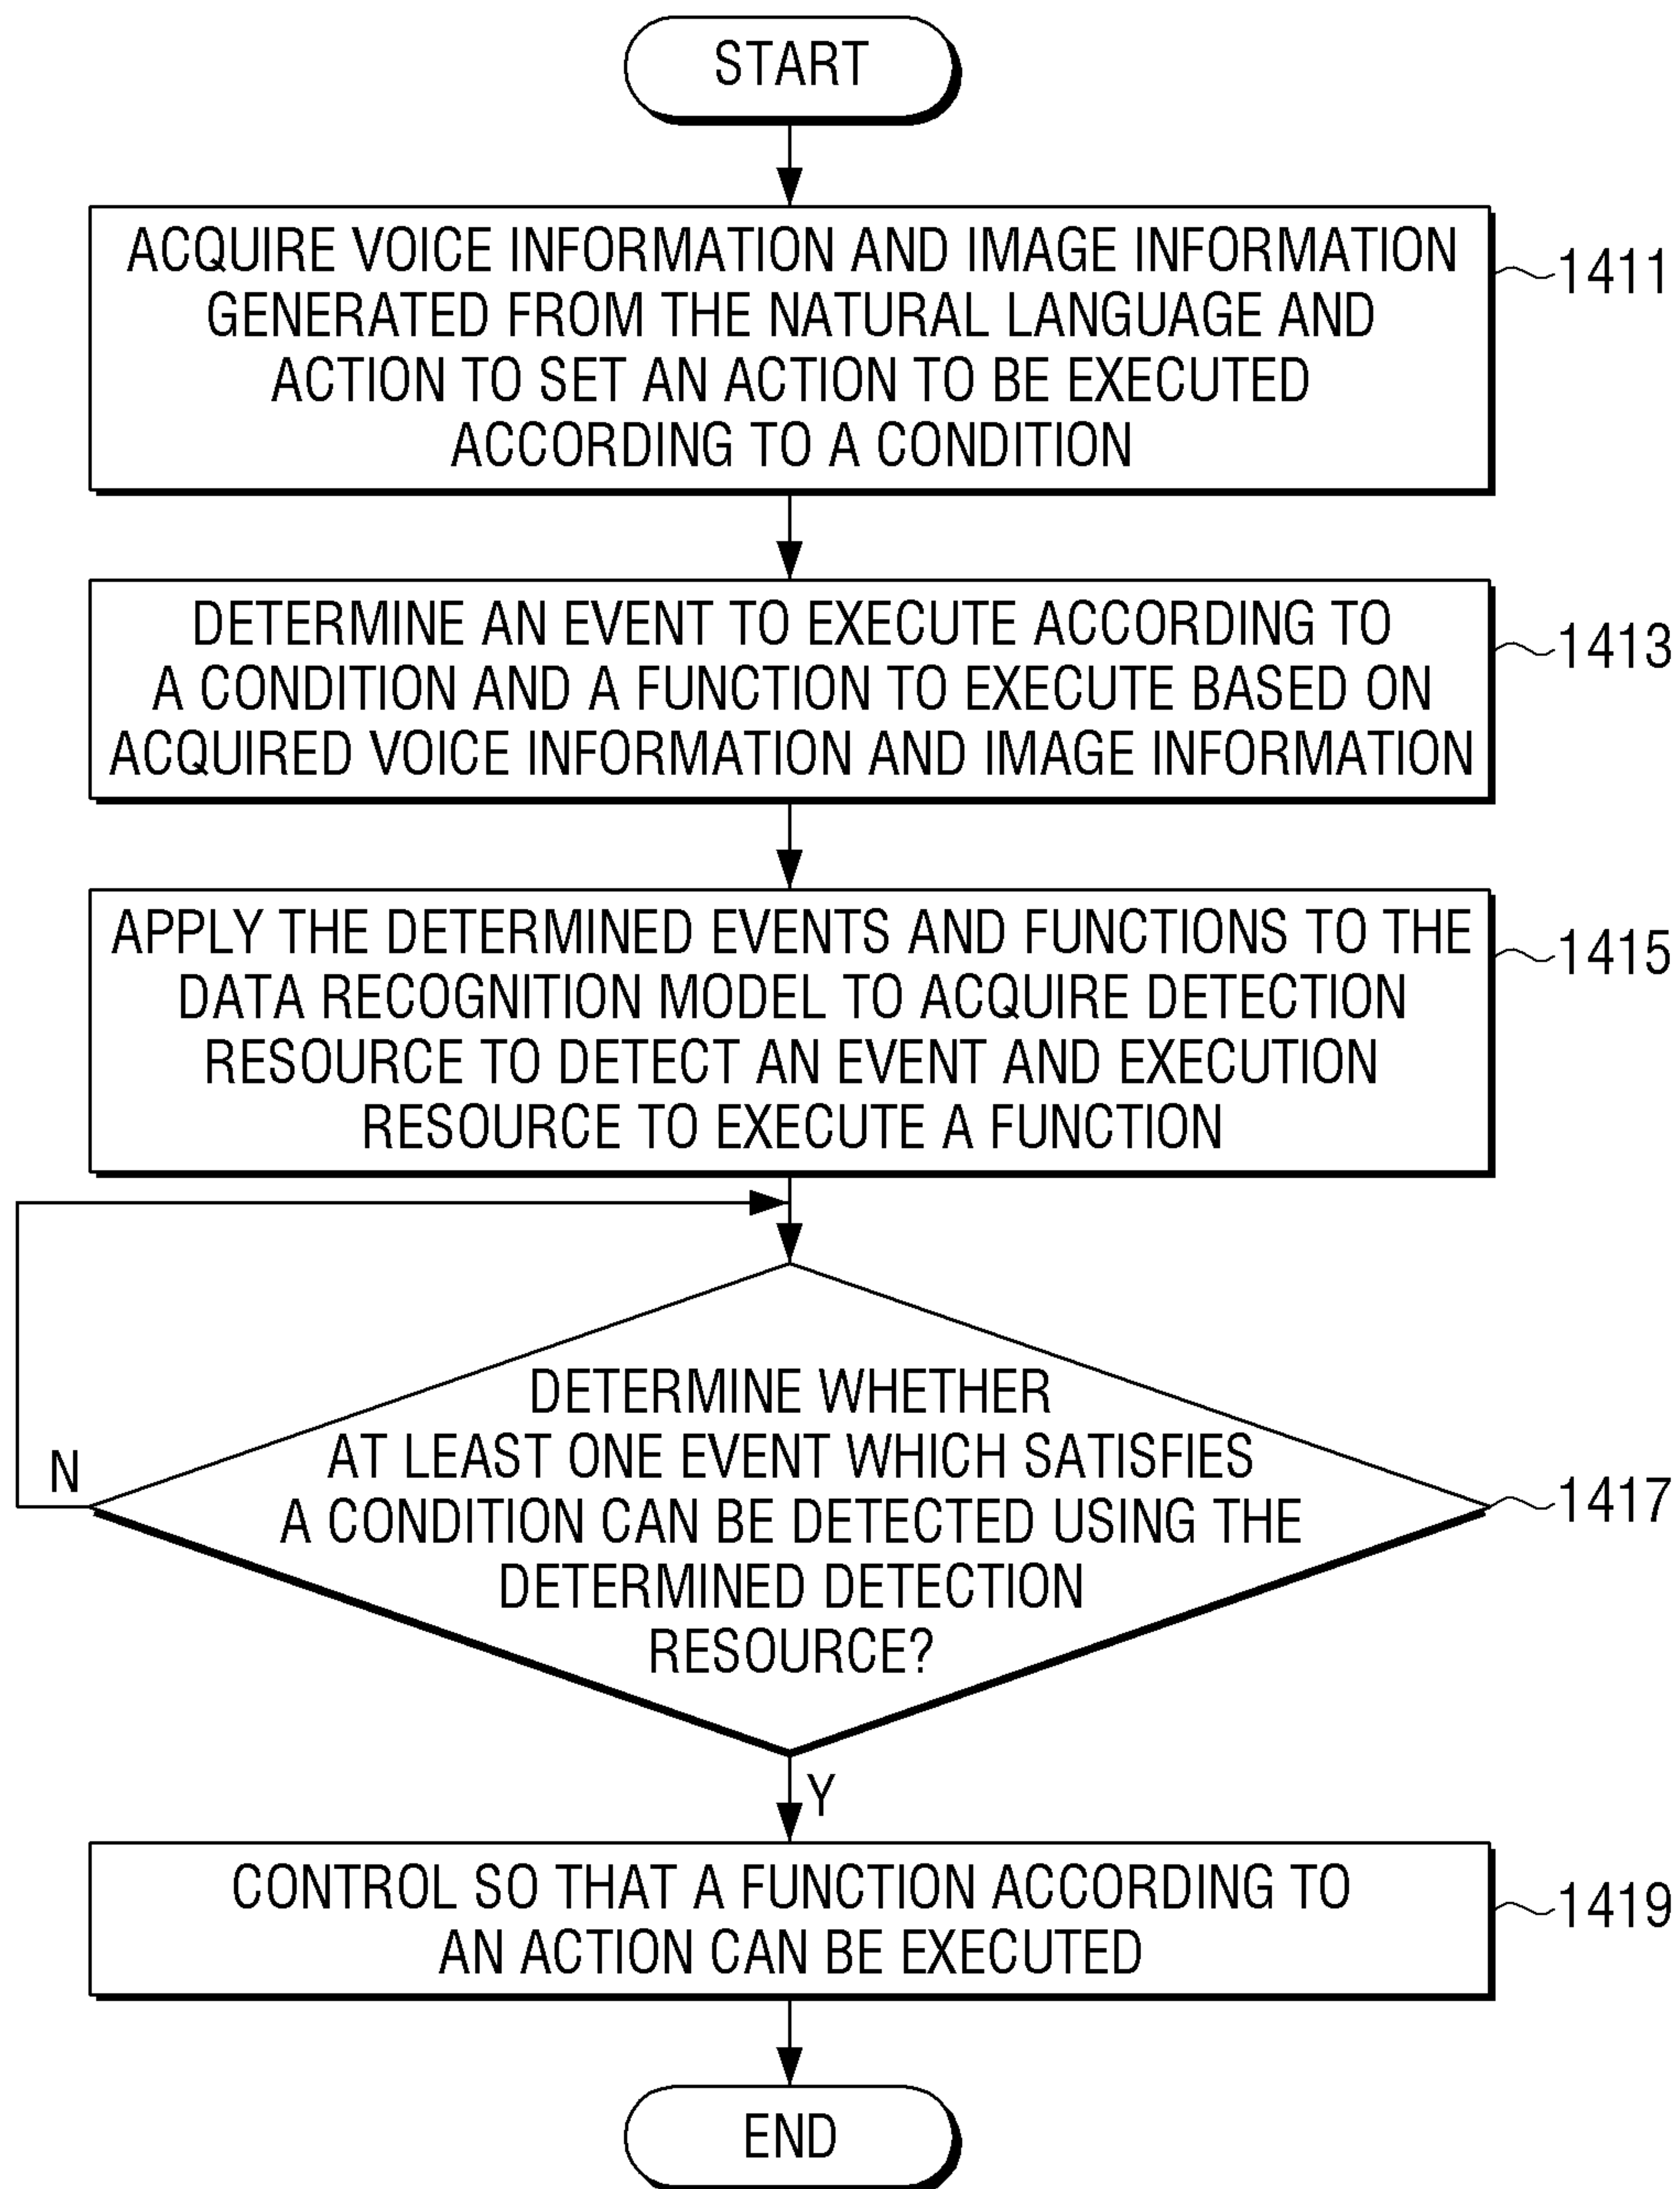 START
ACQUIRE VOICE INFORMATION AND IMAGE INFORMATION
GENERATED FROM THE NATURAL LANGUAGE AND
ACTION TO SET AN ACTION TO BE EXECUTED
ACCORDING TO A CONDITION
1411
DETERMINE AN EVENT TO EXECUTE ACCORDING TO
A CONDITION AND A FUNCTION TO EXECUTE BASED ON
ACQUIRED VOICE INFORMATION AND IMAGE INFORMATION
1413
APPLY THE DETERMINED EVENTS AND FUNCTIONS TO THE
DATA RECOGNITION MODEL TO ACQUIRE DETECTION
RESOURCE TO DETECT AN EVENT AND EXECUTION
RESOURCE TO EXECUTE A FUNCTION
1415
DETERMINE WHETHER
AT LEAST ONE EVENT WHICH SATISFIES
A CONDITION CAN BE DETECTED USING THE
DETERMINED DETECTION
RESOURCE?
N
1417
Y
CONTROL SO THAT A FUNCTION ACCORDING TO
AN ACTION CAN BE EXECUTED
1419
END